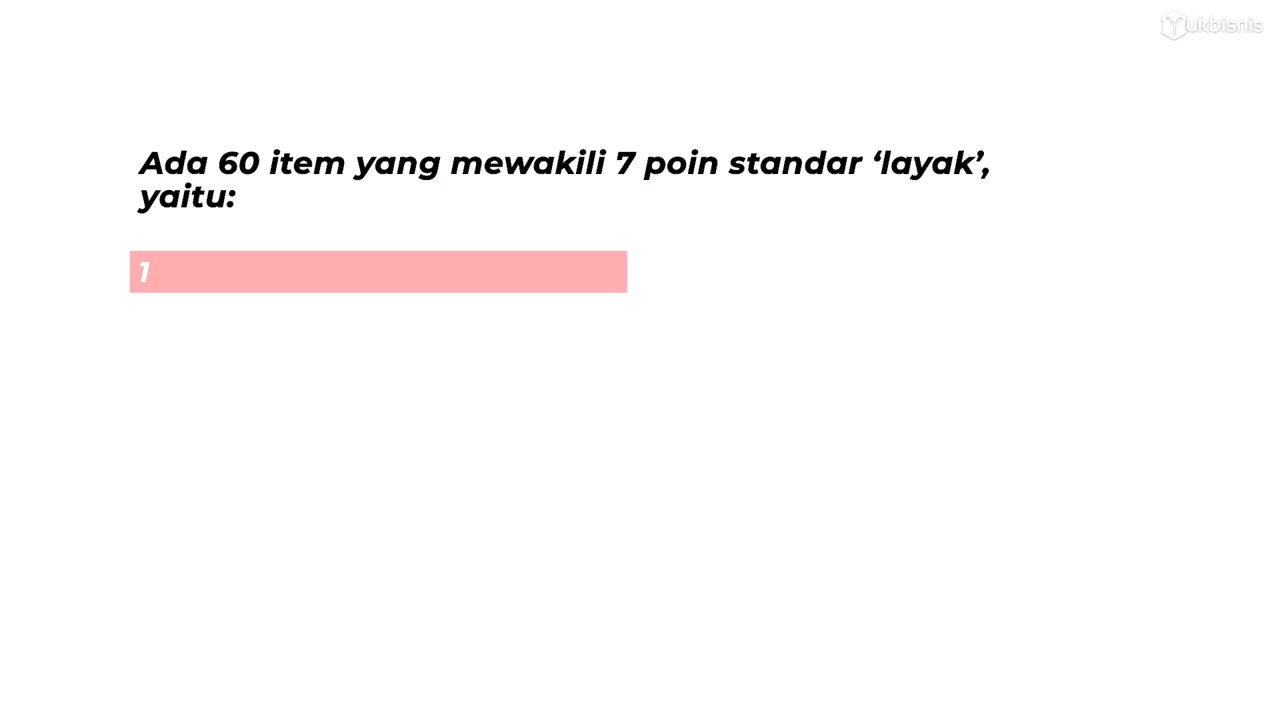 Yukbisnis
Ada 60 item yang mewakili 7 poin standar ‘layak’,
yaitu:
1